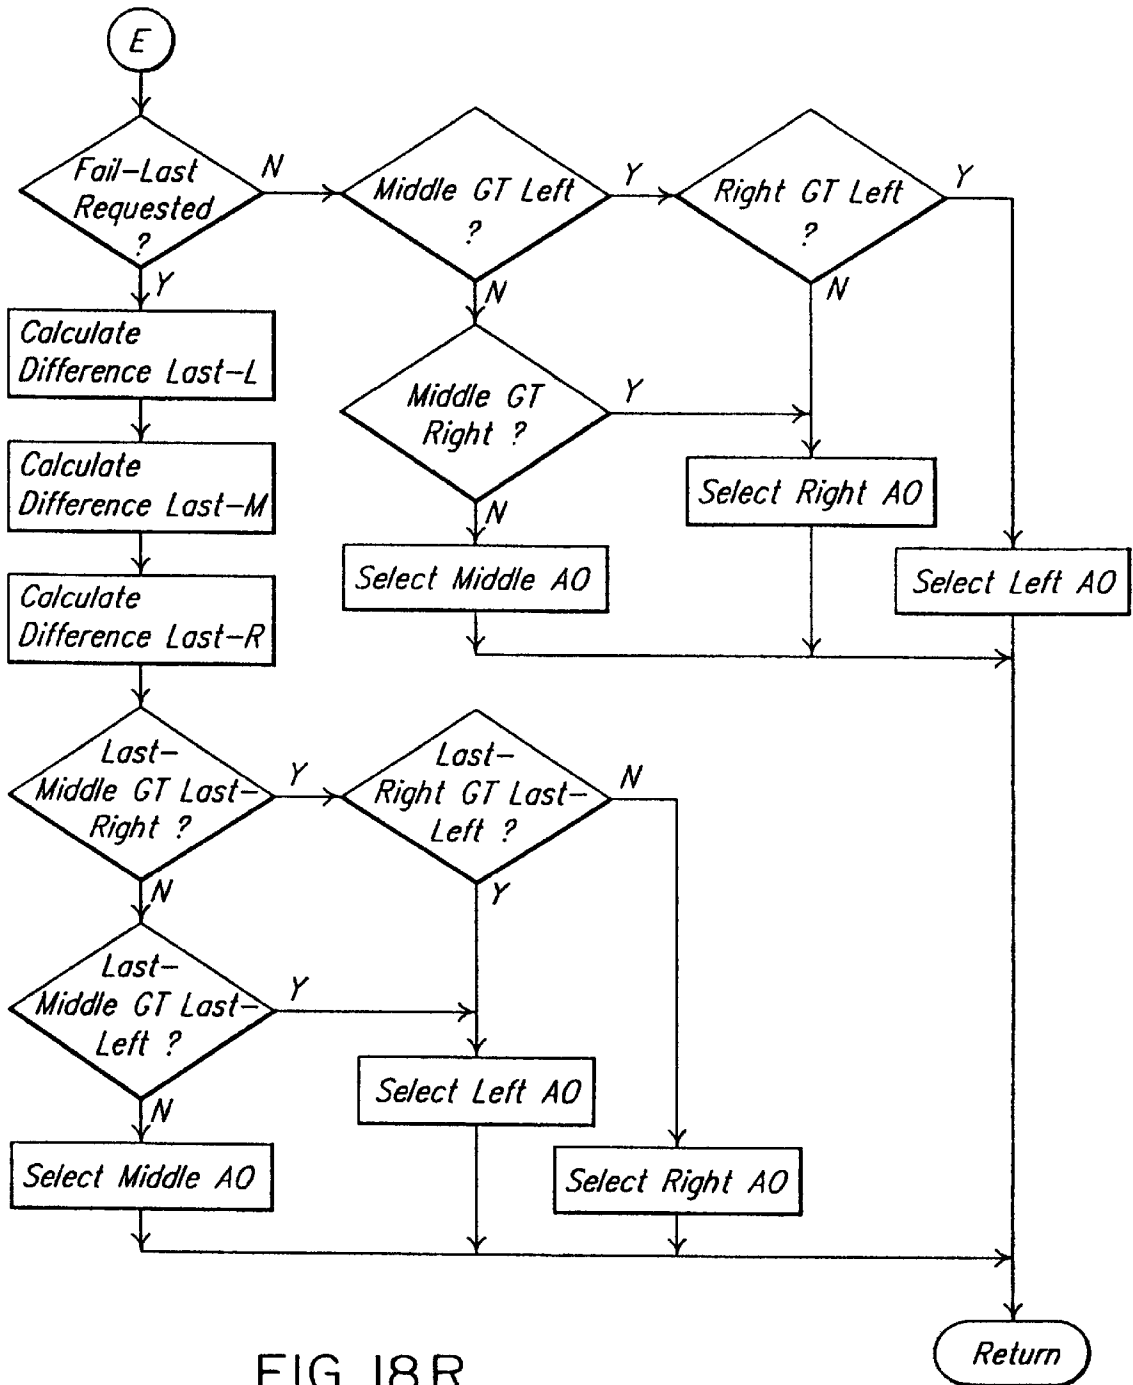 E
Fail-Last
Requested
?
N
Y
Middle GT Left
?
Y
N
Right GT Left
?
Y
N
Calculate
Difference Last-L
Middle GT
Right ?
Y
N
Calculate
Difference Last-M
Select Right AO
Calculate
Difference Last-R
Select Middle AO
Select Left AO
Last-
Middle GT Last-
Right ?
Y
N
Last-
Right GT Last-
Left ?
N
Y
Last-
Middle GT Last-
Left ?
Y
N
Select Left AO
Select Middle AO
Select Right AO
Return
FIG. 18R